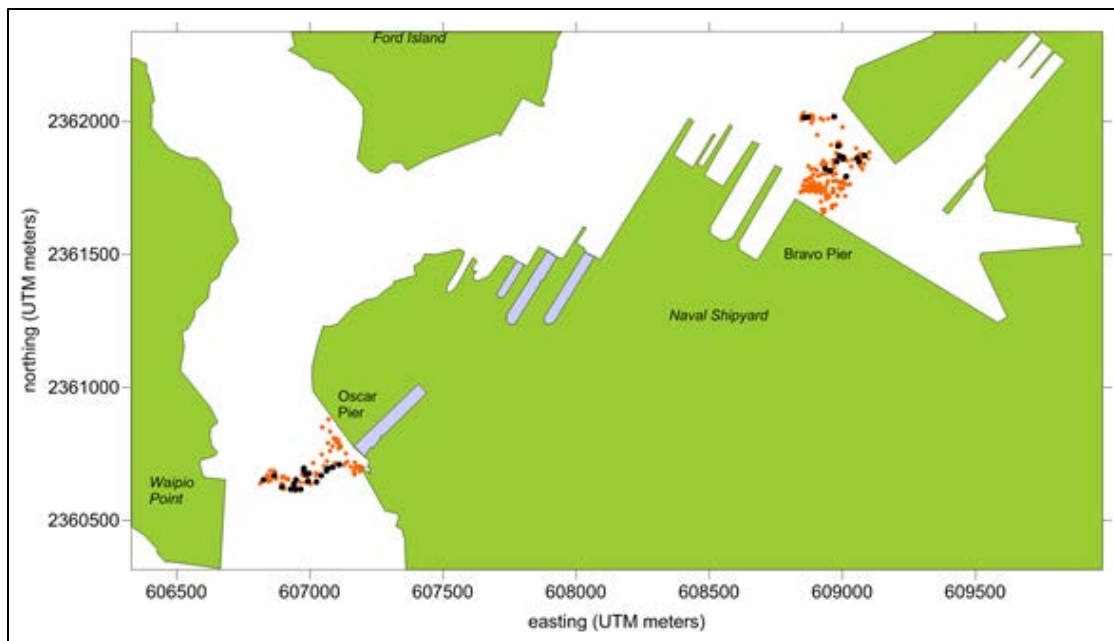 Ford Island
2362000
2361500
2361000
2360500
northing (UTM meters)
Bravo Pier
Naval Shipyard
Oscar
Pier
Waipio
Point
606500
607000
607500
608000
608500
609000
609500
easting (UTM meters)